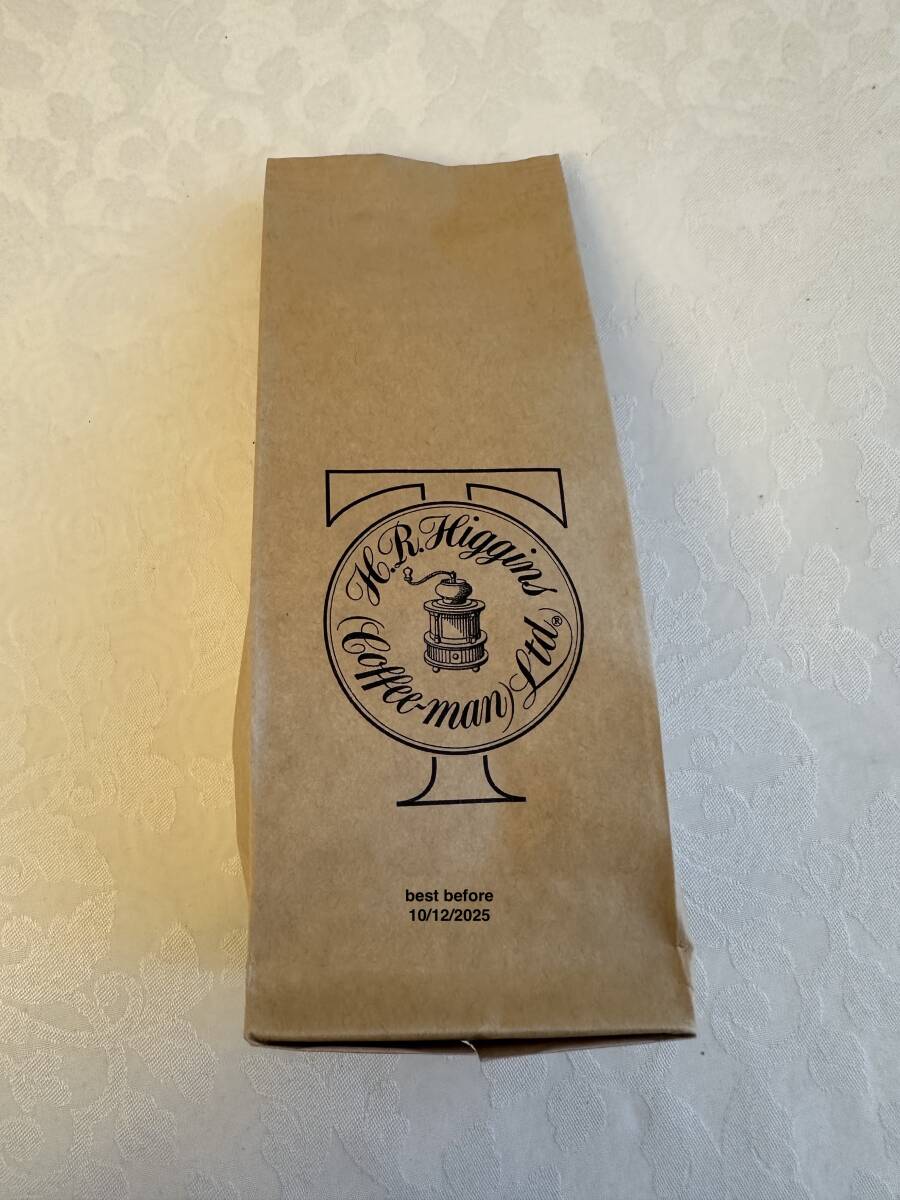 T
H.R.Higgins
(Coffee-man) Ltd.®
best before
10/12/2025